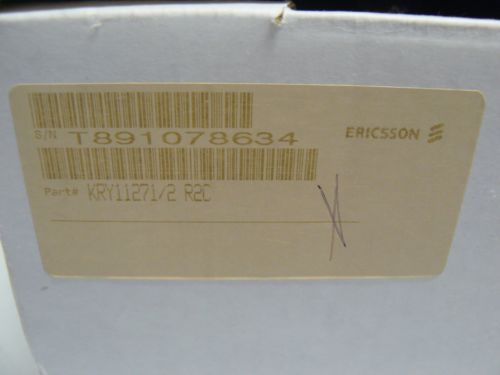 S/N T891078634
ERICSSON
Part# KRY11271/2 R2C